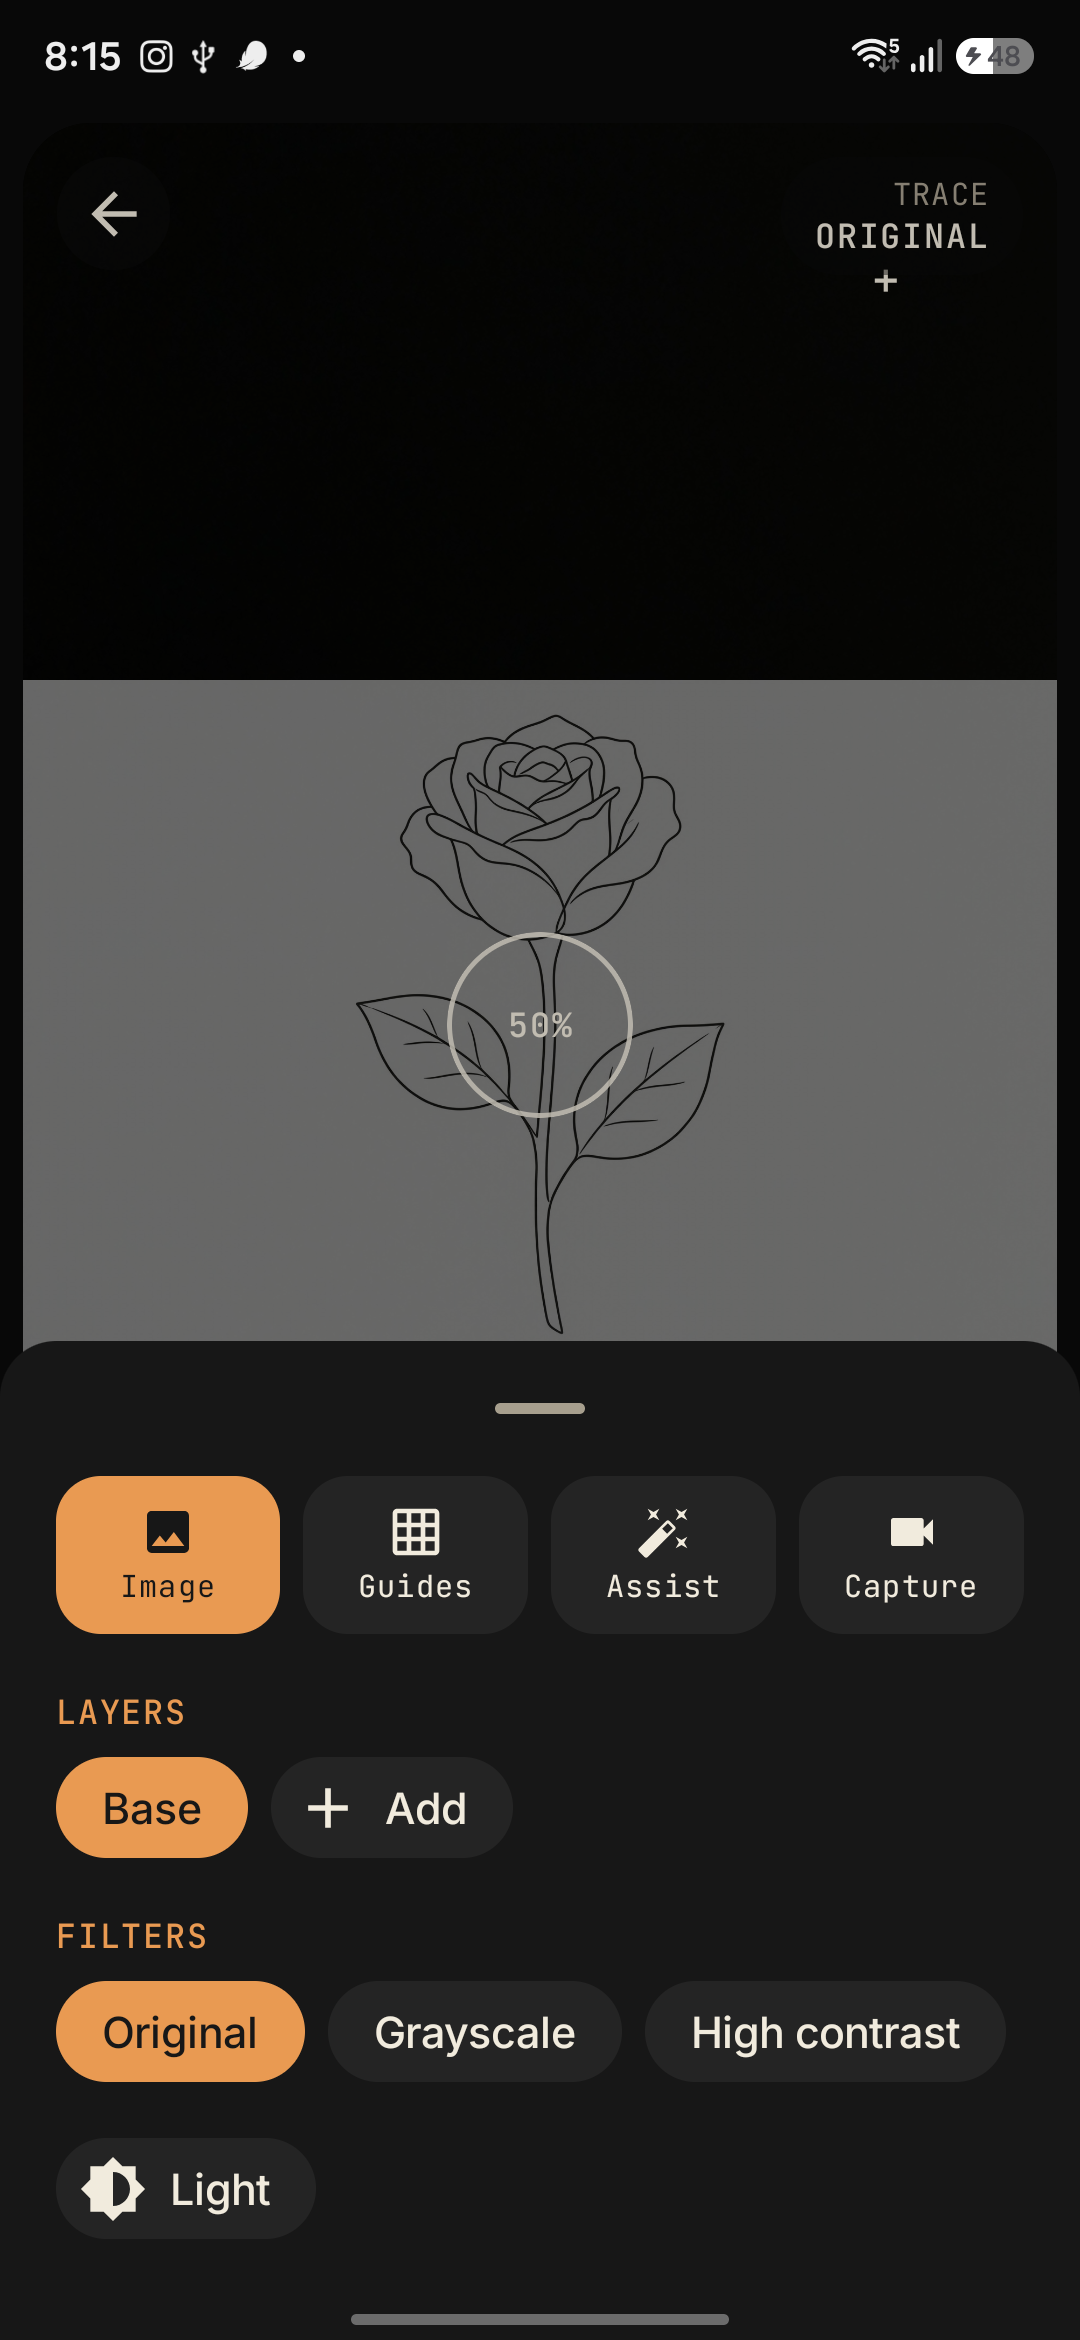 8:15
5
48
TRACE
ORIGINAL
+
50%
Image
Guides
Assist
Capture
LAYERS
Base
+ Add
FILTERS
Original
Grayscale
High contrast
Light